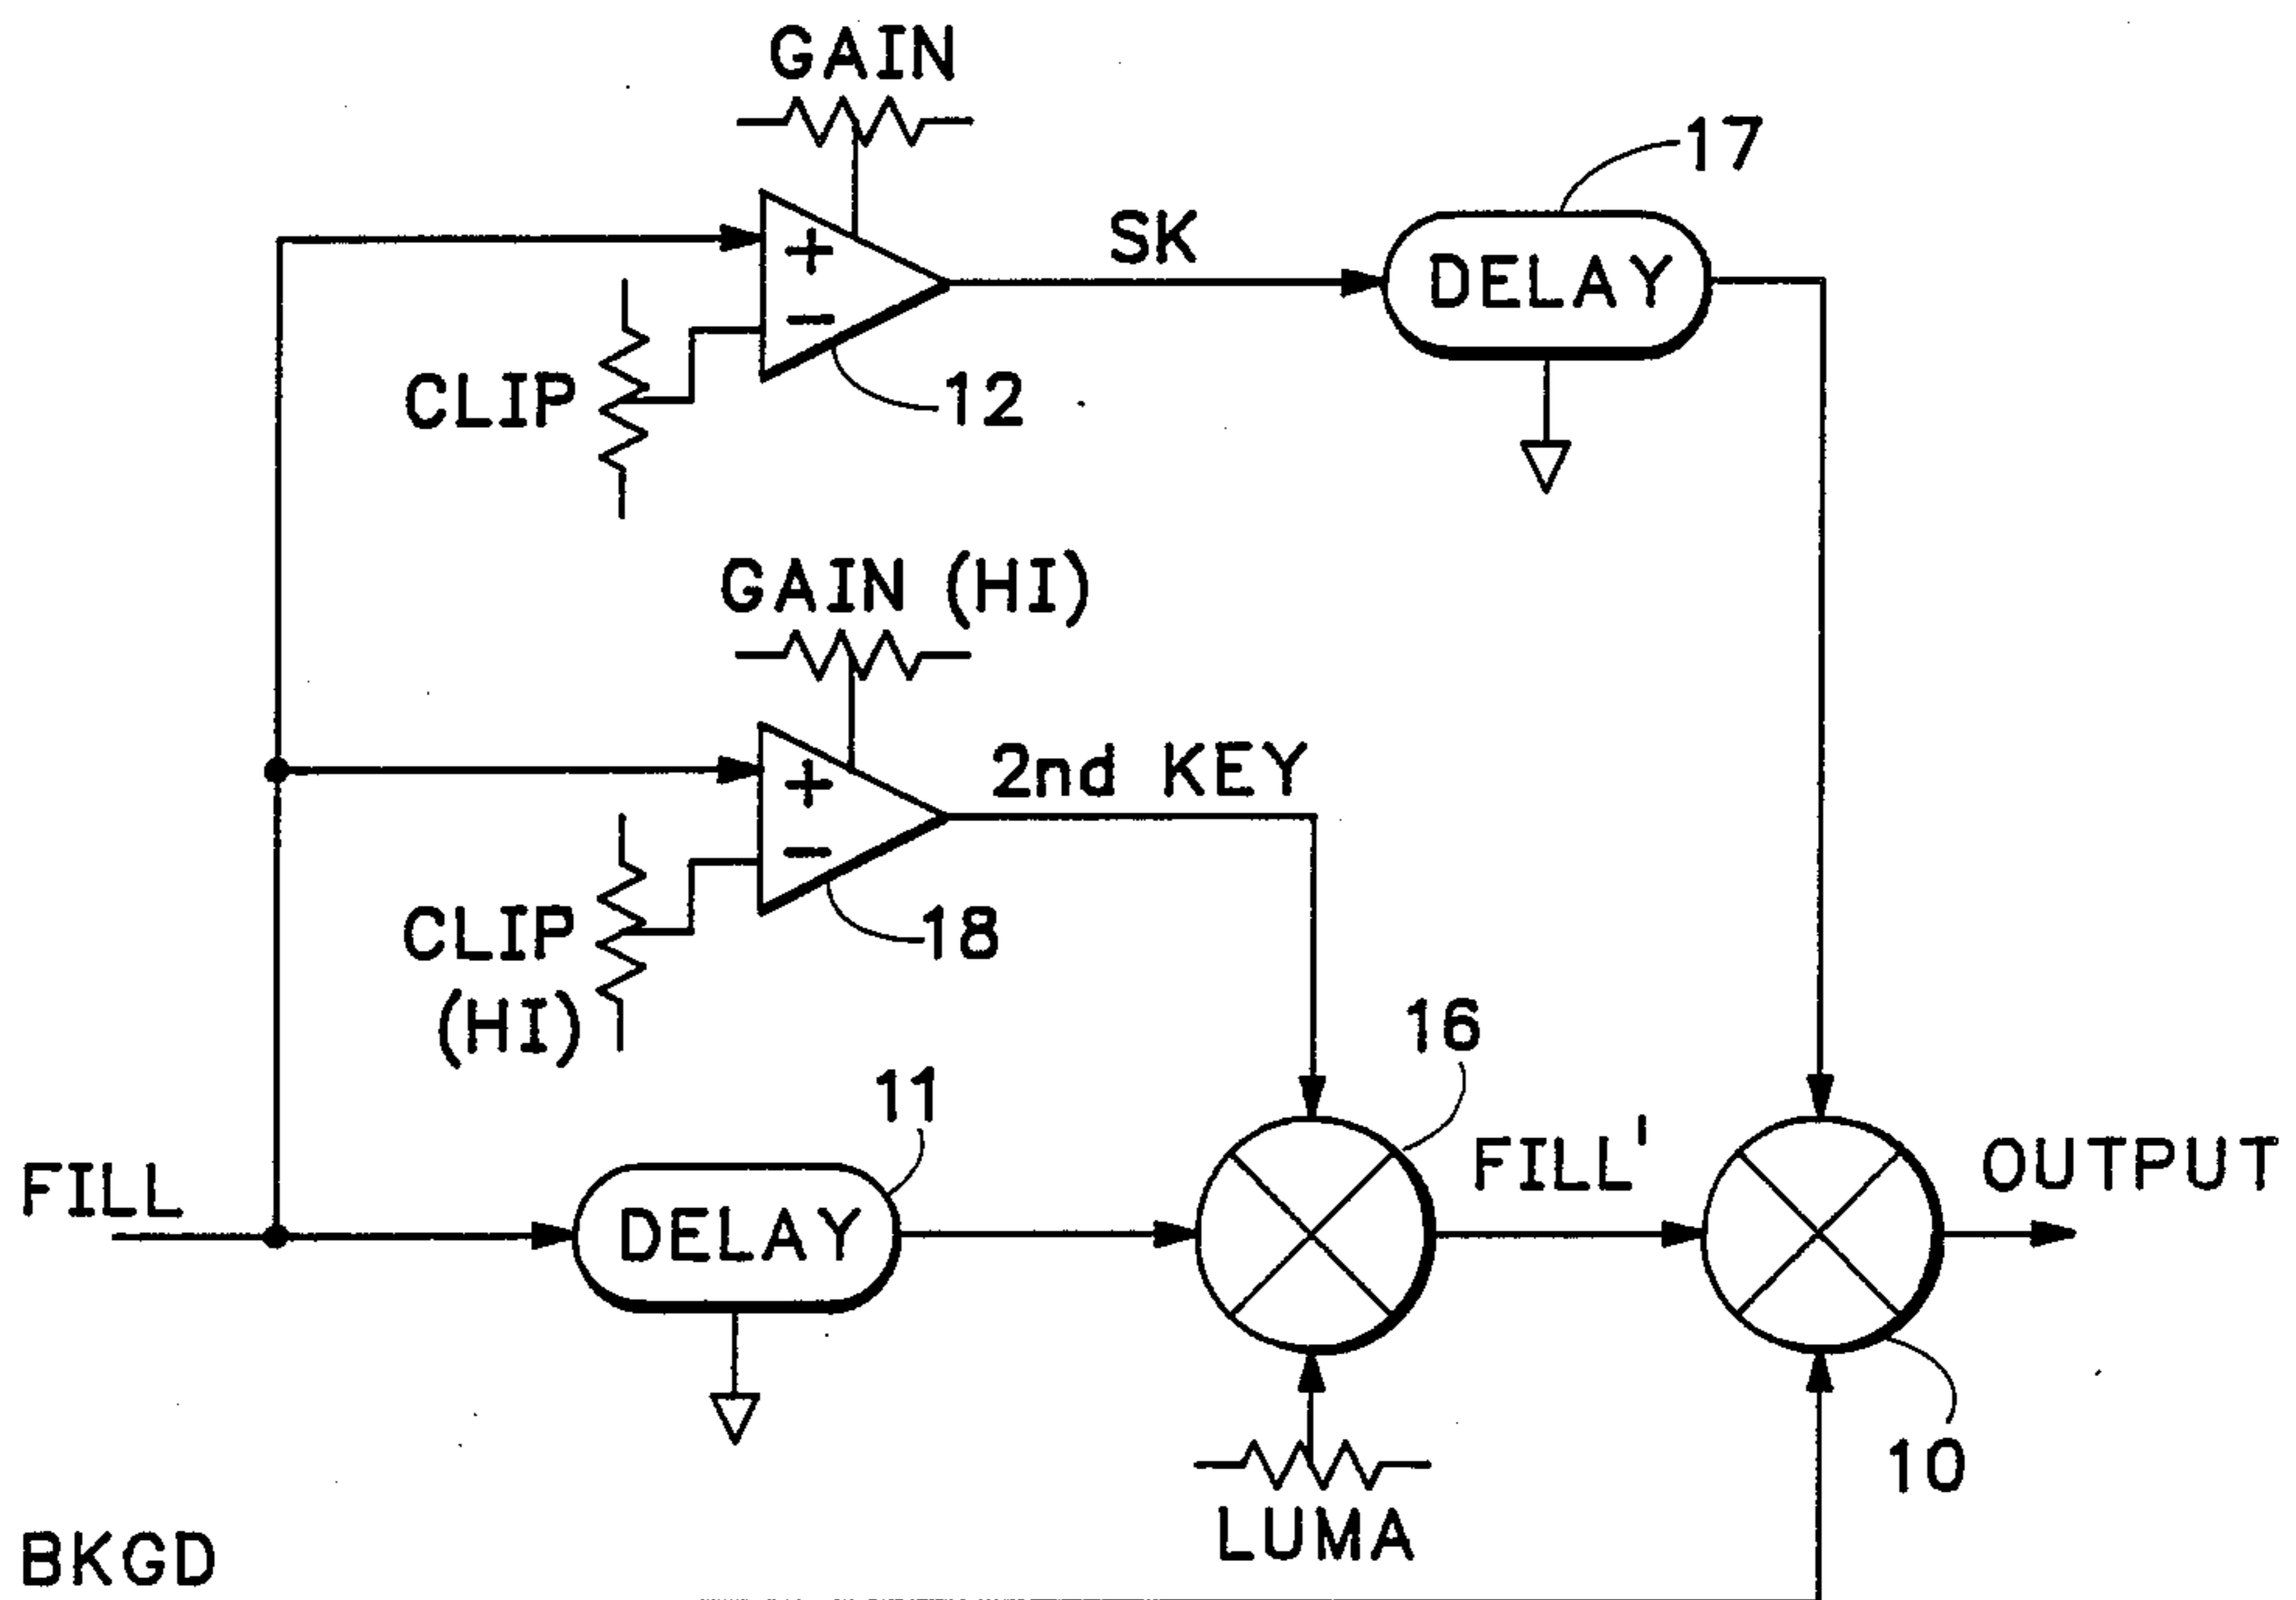 GAIN
17
SK
DELAY
CLIP
12
+
−
GAIN (HI)
2nd KEY
+
−
CLIP
(HI)
18
16
11
FILL
DELAY
FILL'
OUTPUT
10
LUMA
BKGD